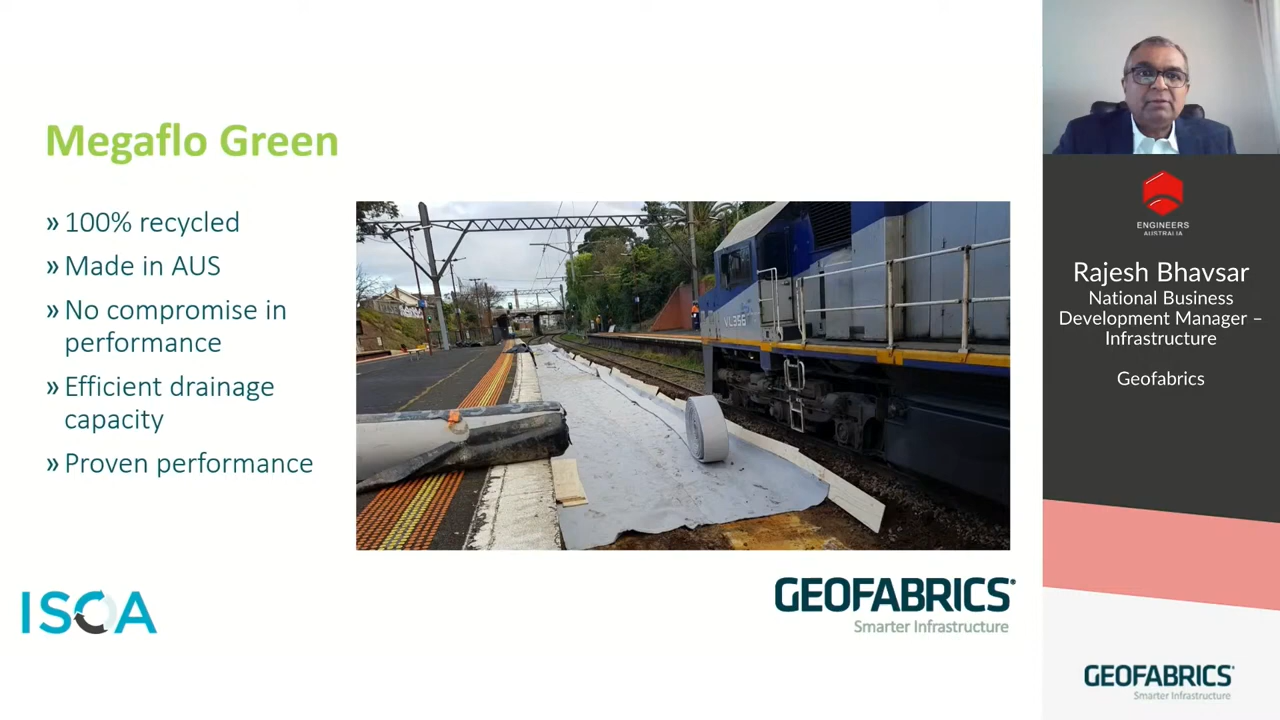 Megaflo Green
» 100% recycled
» Made in AUS
» No compromise in
performance
» Efficient drainage
capacity
» Proven performance
VL356
ISCA
GEOFABRICS®
Smarter Infrastructure
ENGINEERS
AUSTRALIA
Rajesh Bhavsar
National Business
Development Manager –
Infrastructure
Geofabrics
GEOFABRICS®
Smarter Infrastructure